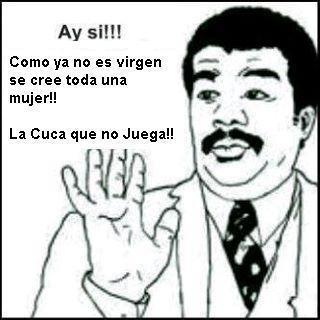 Ay si!!!
Como ya no es virgen
se cree toda una
mujer!!
La Cuca que no Juega!!